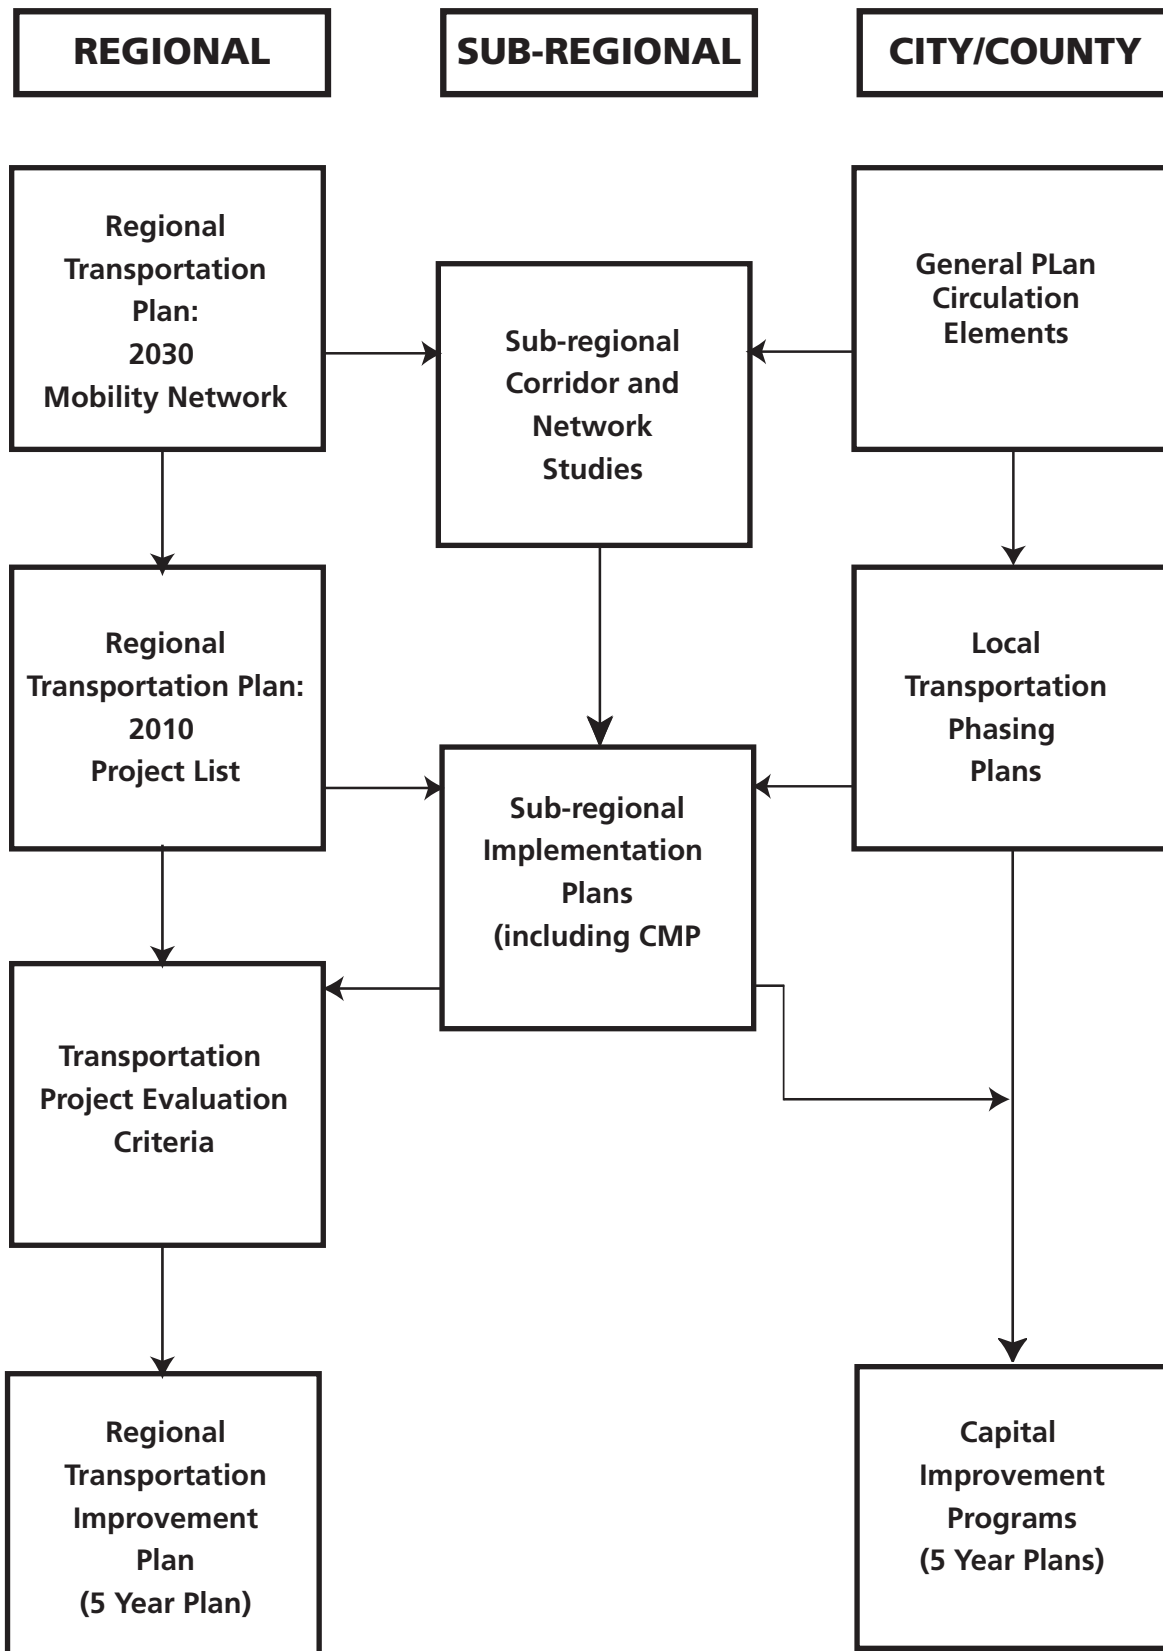 REGIONAL
SUB-REGIONAL
CITY/COUNTY
Regional
Transportation
Plan:
2030
Mobility Network
Sub-regional
Corridor and
Network
Studies
General PLan
Circulation
Elements
Regional
Transportation Plan:
2010
Project List
Sub-regional
Implementation
Plans
(including CMP
Local
Transportation
Phasing
Plans
Transportation
Project Evaluation
Criteria
Regional
Transportation
Improvement
Plan
(5 Year Plan)
Capital
Improvement
Programs
(5 Year Plans)